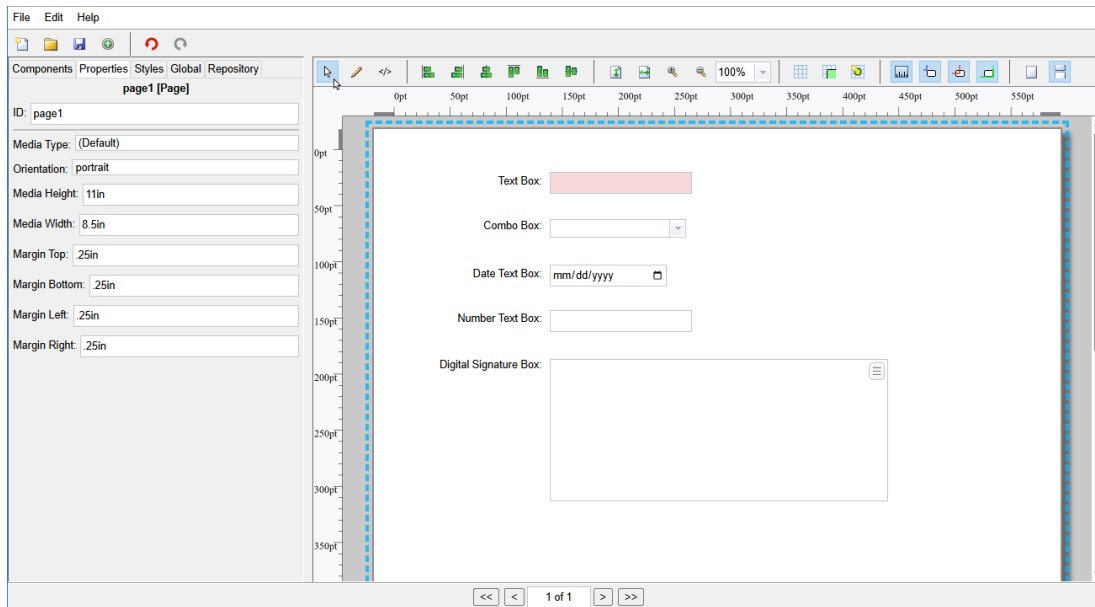 File Edit Help
Components Properties Styles Global Repository
page1 [Page]
ID: page1
Media Type: (Default)
Orientation: portrait
Media Height: 11in
Media Width: 8.5in
Margin Top: .25in
Margin Bottom: .25in
Margin Left: .25in
Margin Right: .25in
</>
100%
0pt 50pt 100pt 150pt 200pt 250pt 300pt 350pt 400pt 450pt 500pt 550pt
0pt
50pt
100pt
150pt
200pt
250pt
300pt
350pt
Text Box:
Combo Box:
Date Text Box: mm/dd/yyyy
Number Text Box:
Digital Signature Box:
<< < 1 of 1 > >>